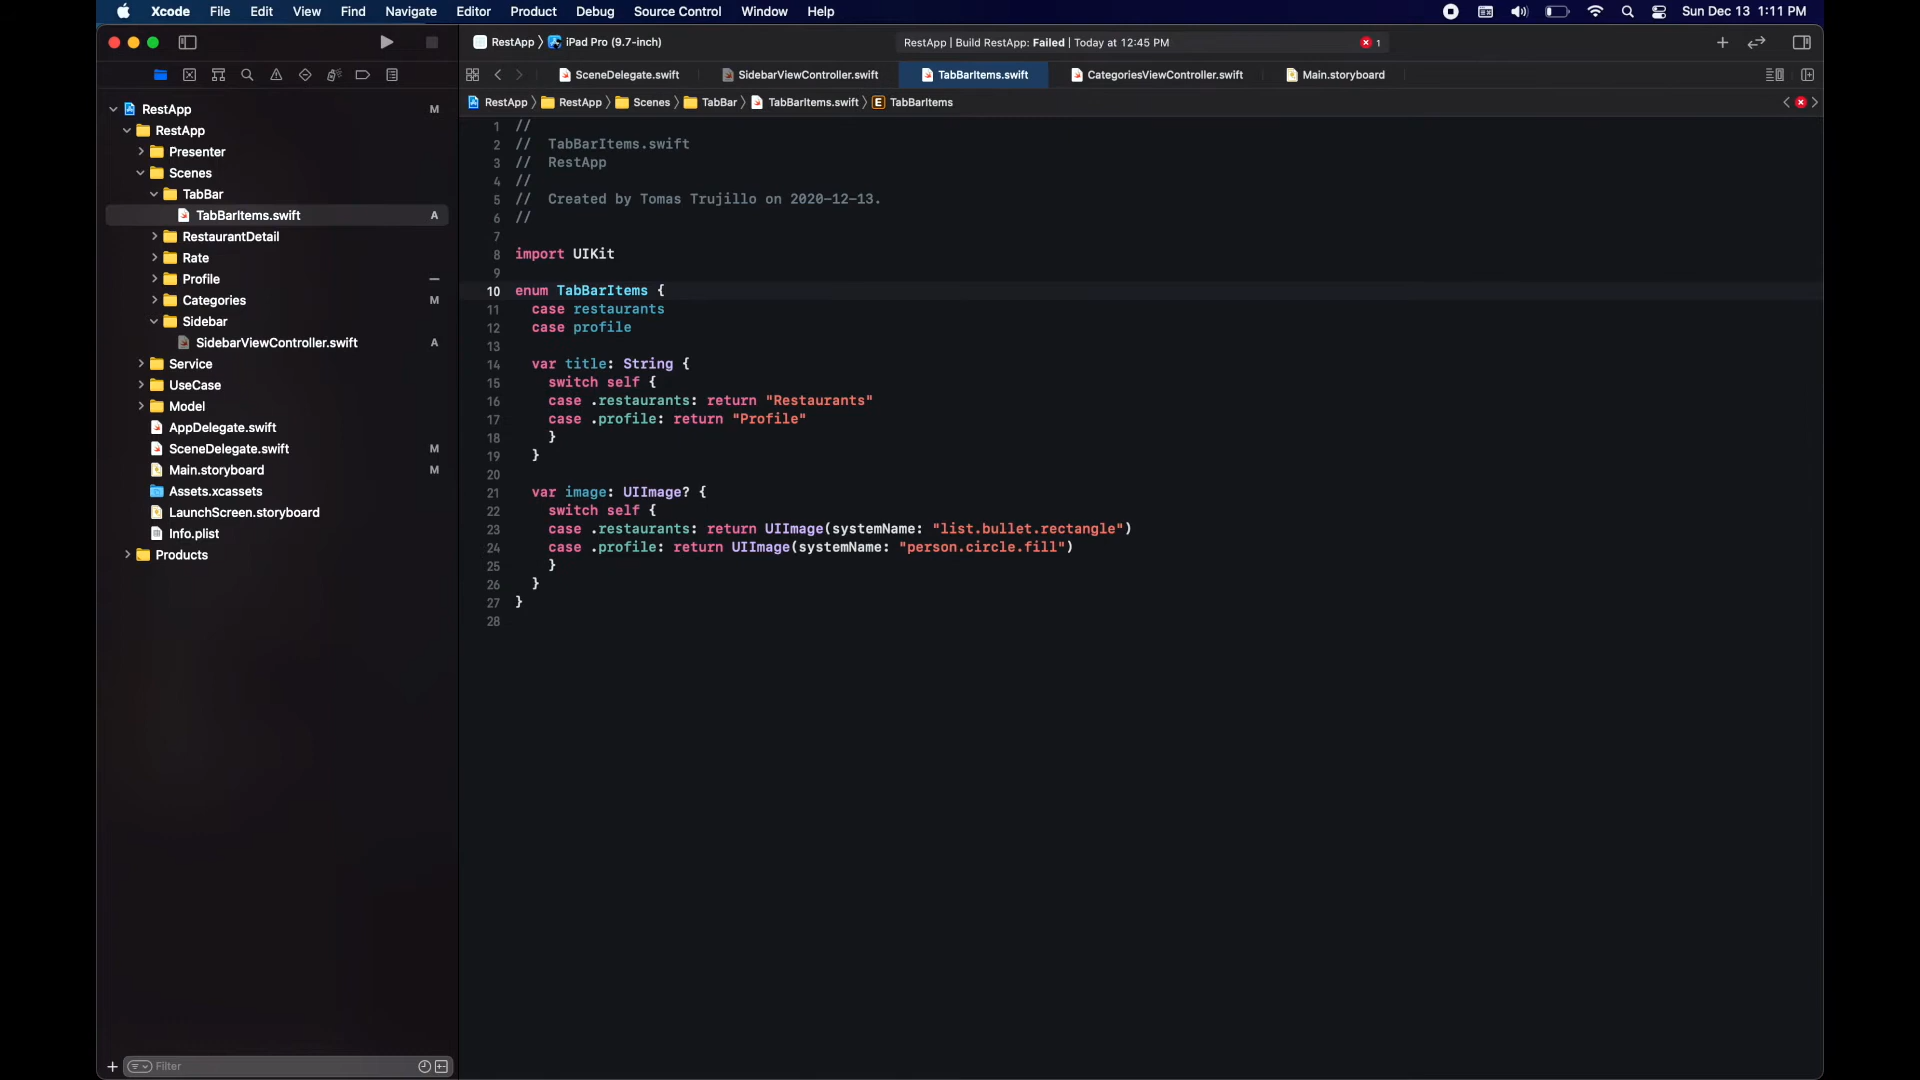 Xcode File Edit View Find Navigate Editor Product Debug Source Control Window Help Sun Dec 13 1:11 PM
RestApp iPad Pro (9.7-inch) RestApp | Build RestApp: Failed | Today at 12:45 PM 1
SceneDelegate.swift SidebarViewController.swift TabBarItems.swift CategoriesViewController.swift Main.storyboard
RestApp RestApp Scenes TabBar TabBarItems.swift E TabBarItems
RestApp M
RestApp
Presenter
Scenes
TabBar
TabBarItems.swift A
RestaurantDetail
Rate
Profile
Categories M
Sidebar
SidebarViewController.swift A
Service
UseCase
Model
AppDelegate.swift
SceneDelegate.swift M
Main.storyboard M
Assets.xcassets
LaunchScreen.storyboard
Info.plist
Products
Filter
1 //
2 // TabBarItems.swift
3 // RestApp
4 //
5 // Created by Tomas Trujillo on 2020-12-13.
6 //
7
8 import UIKit
9
10 enum TabBarItems {
11 case restaurants
12 case profile
13
14 var title: String {
15 switch self {
16 case .restaurants: return "Restaurants"
17 case .profile: return "Profile"
18 }
19 }
20
21 var image: UIImage? {
22 switch self {
23 case .restaurants: return UIImage(systemName: "list.bullet.rectangle")
24 case .profile: return UIImage(systemName: "person.circle.fill")
25 }
26 }
27 }
28